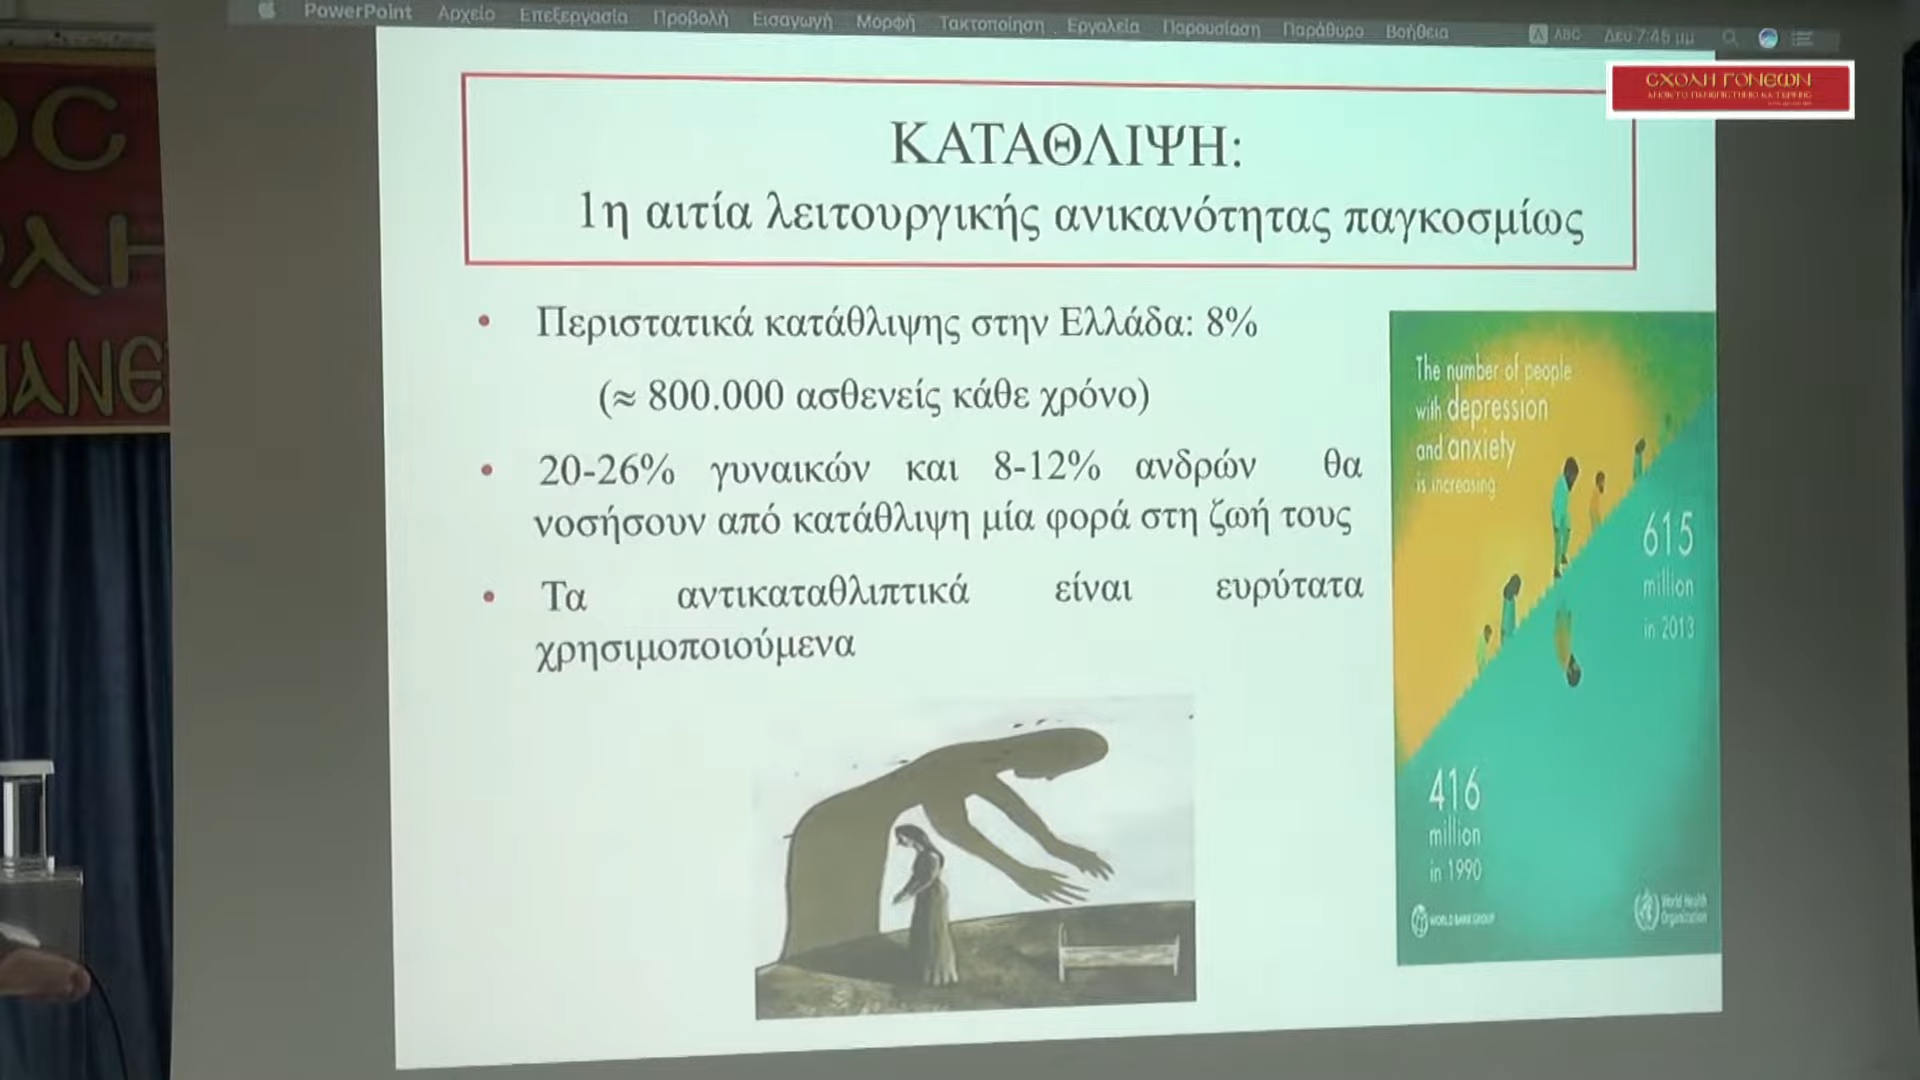 PowerPoint Αρχείο Επεξεργασία Προβολή Εισαγωγή Μορφή Τακτοποίηση Εργαλεία Παρουσίαση Παράθυρο Βοήθεια ABC Δευ 7:45 μμ
ϹΧΟΛΗ ΓΟΝΕΩΝ
ΚΑΤΑΘΛΙΨΗ:
1η αιτία λειτουργικής ανικανότητας παγκοσμίως
• Περιστατικά κατάθλιψης στην Ελλάδα: 8%
(≈ 800.000 ασθενείς κάθε χρόνο)
• 20-26% γυναικών και 8-12% ανδρών θα
νοσήσουν από κατάθλιψη μία φορά στη ζωή τους
• Τα αντικαταθλιπτικά είναι ευρύτατα
χρησιμοποιούμενα
The number of people
with depression
and anxiety
is increasing
615
million
in 2013
416
million
in 1990
WORLD BANK GROUP
World Health
Organization